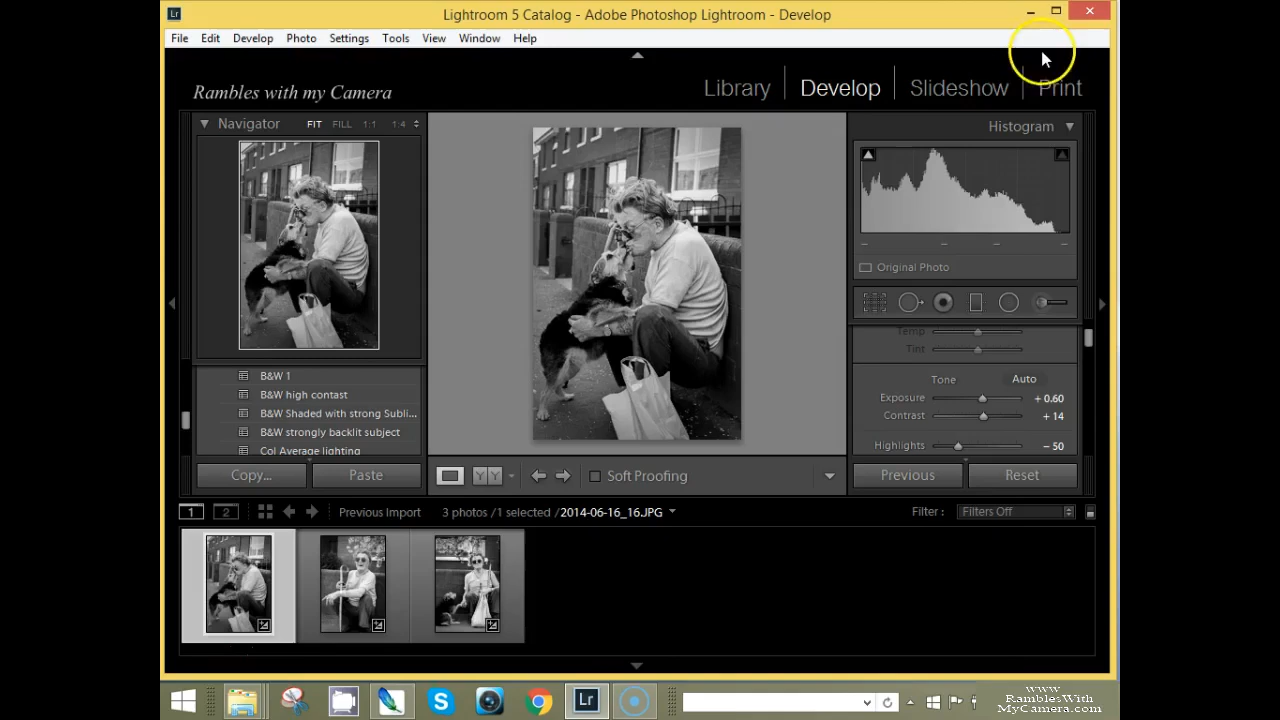 Lr Lightroom 5 Catalog - Adobe Photoshop Lightroom - Develop
File Edit Develop Photo Settings Tools View Window Help
Rambles with my Camera
Library Develop Slideshow Print
Navigator FIT FILL 1:1 1:4
Histogram
Original Photo
Temp
Tint
Tone Auto
Exposure + 0.60
Contrast + 14
Highlights - 50
B&W 1
B&W high contast
B&W Shaded with strong Subli...
B&W strongly backlit subject
Col Average lighting
Copy... Paste
YY Soft Proofing
Previous Reset
1 2 Previous Import 3 photos /1 selected /2014-06-16_16.JPG Filter : Filters Off
S Lr
www
RamblesWith
MyCamera.com